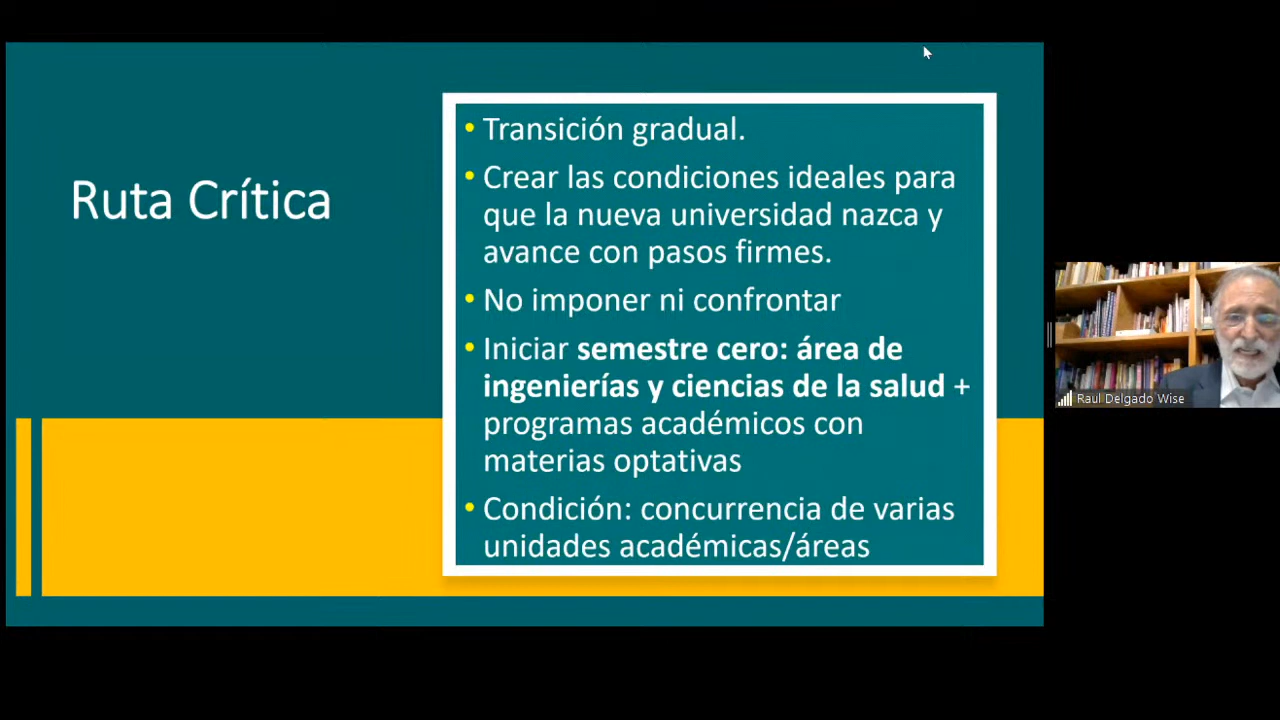 Ruta Crítica
• Transición gradual.
• Crear las condiciones ideales para
que la nueva universidad nazca y
avance con pasos firmes.
• No imponer ni confrontar
• Iniciar semestre cero: área de
ingenierías y ciencias de la salud +
programas académicos con
materias optativas
• Condición: concurrencia de varias
unidades académicas/áreas
Raul Delgado Wise